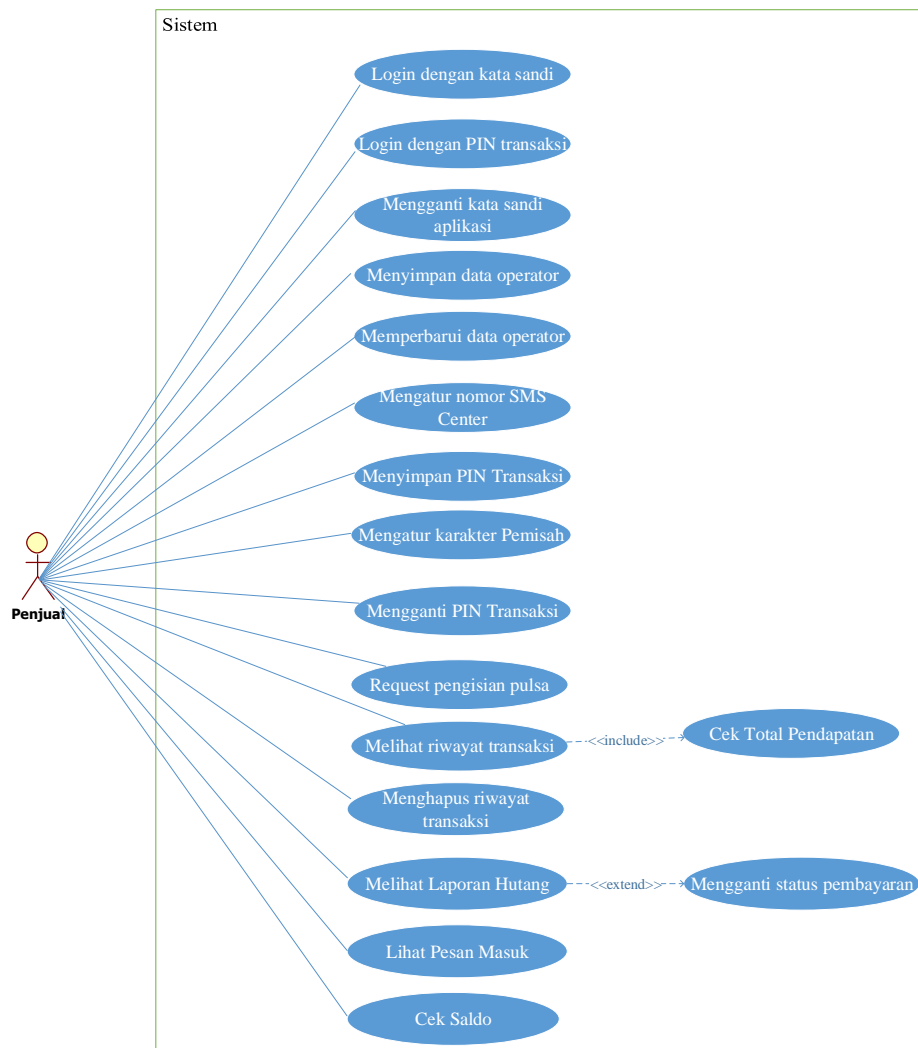 Sistem
Login dengan kata sandi
Login dengan PIN transaksi
Mengganti kata sandi
aplikasi
Menyimpan data operator
Memperbarui data operator
Mengatur nomor SMS
Center
Menyimpan PIN Transaksi
Mengatur karakter Pemisah
Penjual
Mengganti PIN Transaksi
Request pengisian pulsa
Melihat riwayat transaksi
<<include>>
Cek Total Pendapatan
Menghapus riwayat
transaksi
Melihat Laporan Hutang
<<extend>>
Mengganti status pembayaran
Lihat Pesan Masuk
Cek Saldo